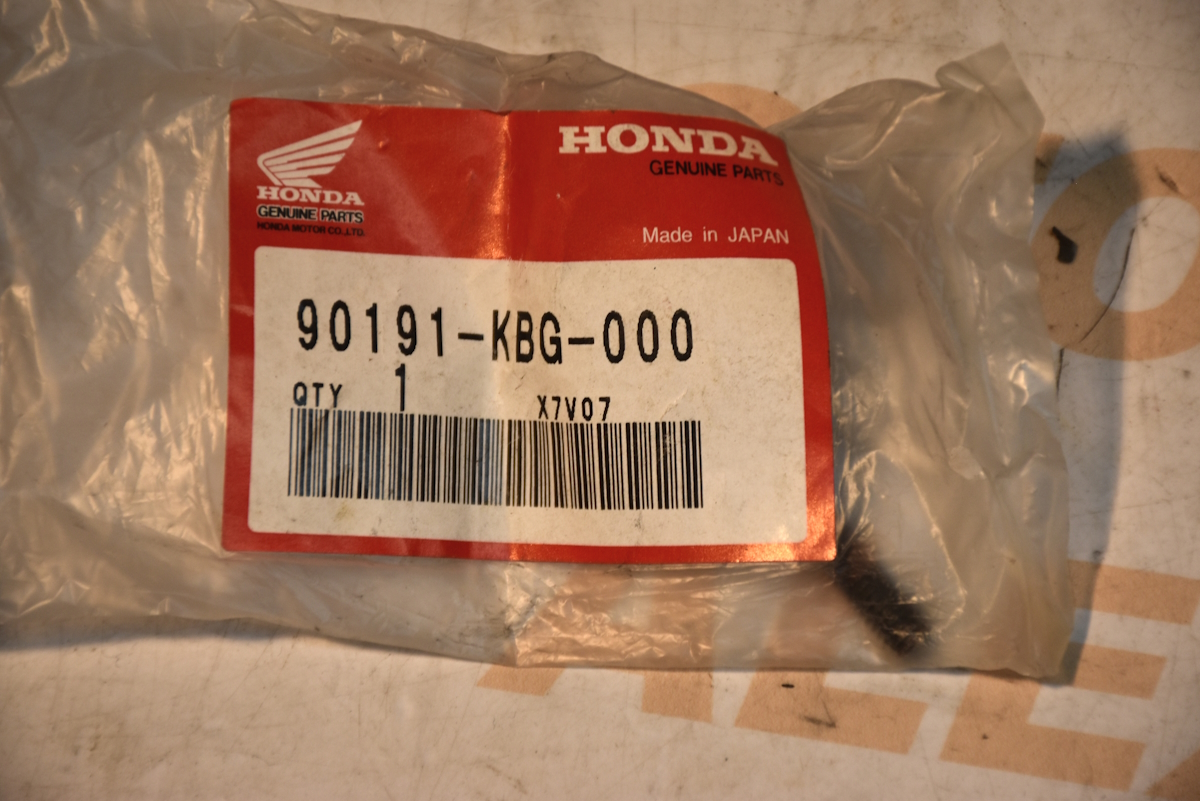 HONDA
GENUINE PARTS
HONDA MOTOR CO.,LTD.
HONDA
GENUINE PARTS
Made in JAPAN
90191-KBG-000
QTY 1 X7V07